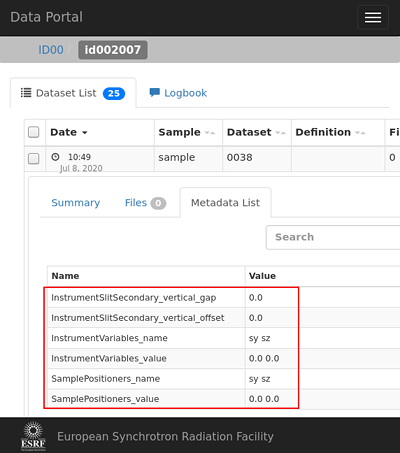 Data Portal
ID00 id002007
Dataset List 25 Logbook
Date Sample Dataset Definition Fi
10:49 sample 0038 0
Jul 8, 2020
Summary Files 0 Metadata List
Search
Name Value
InstrumentSlitSecondary_vertical_gap 0.0
InstrumentSlitSecondary_vertical_offset 0.0
InstrumentVariables_name sy sz
InstrumentVariables_value 0.0 0.0
SamplePositioners_name sy sz
SamplePositioners_value 0.0 0.0
ESRF European Synchrotron Radiation Facility